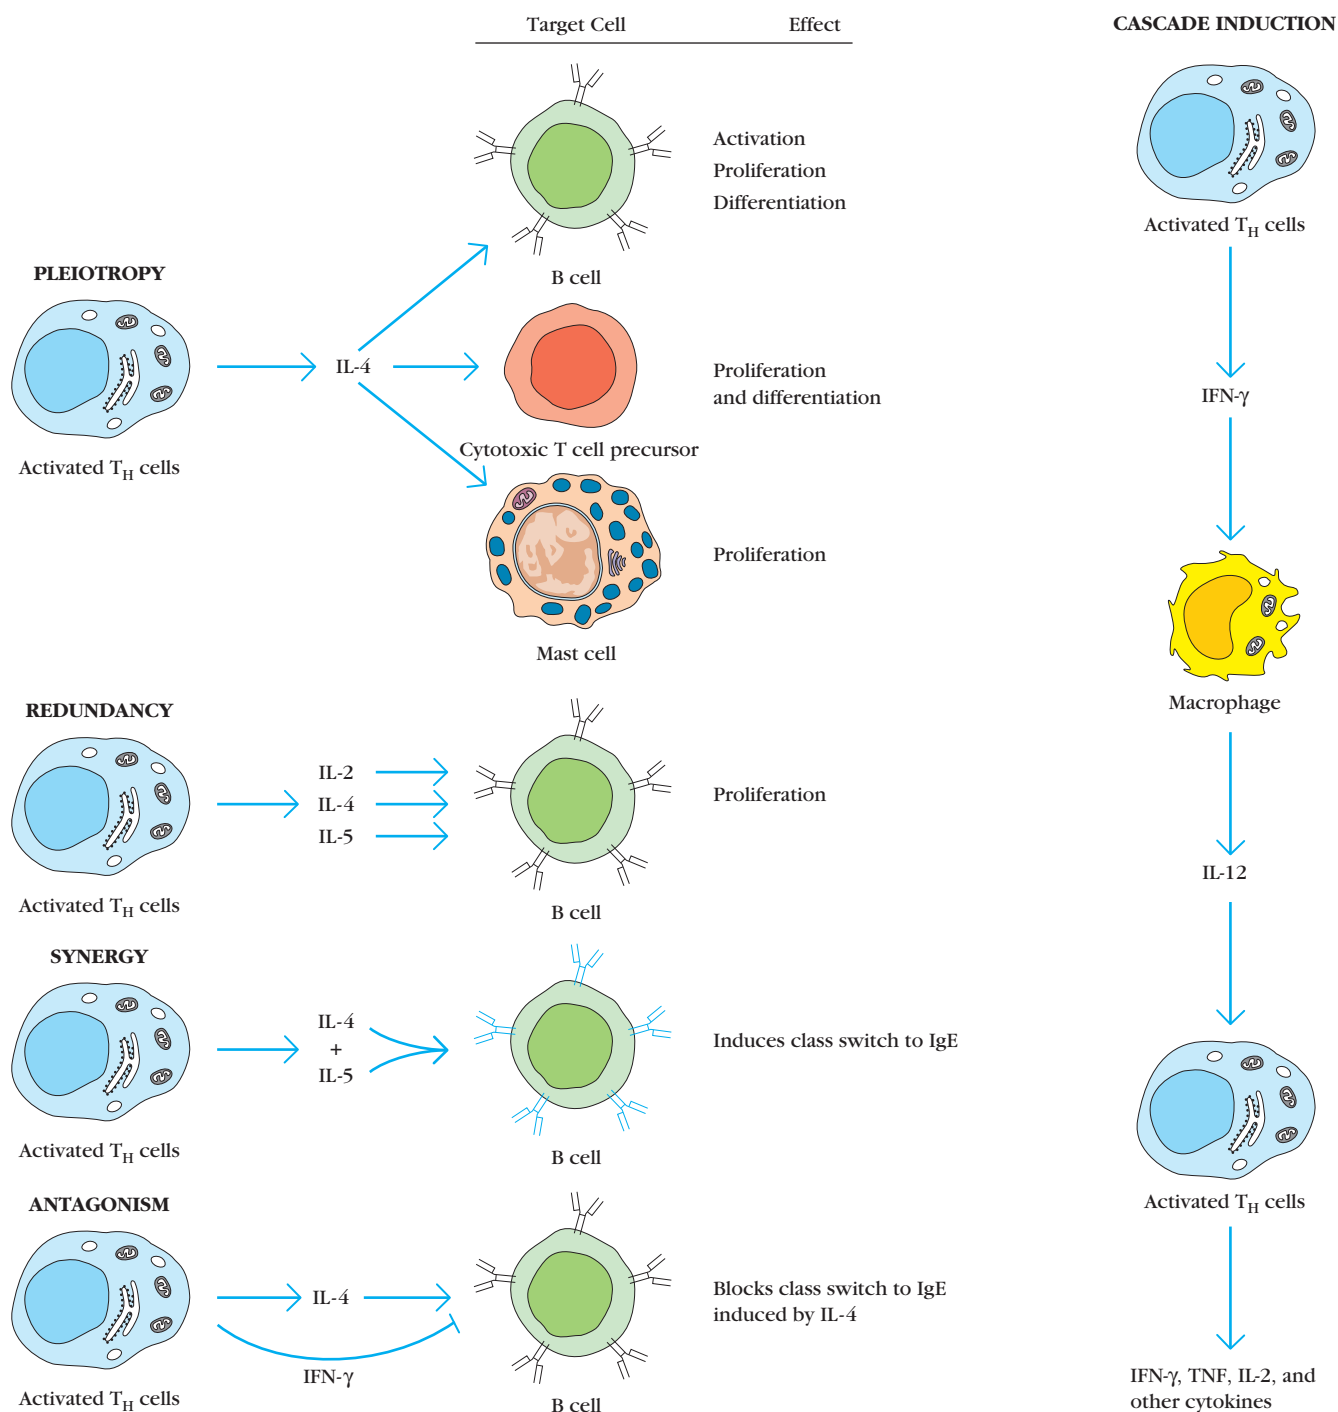 Target Cell Effect
Activation
Proliferation
Differentiation
B cell
PLEIOTROPY
IL-4
Activated TH cells
Proliferation
and differentiation
Cytotoxic T cell precursor
Proliferation
Mast cell
REDUNDANCY
IL-2
IL-4
IL-5
Proliferation
Activated TH cells
B cell
SYNERGY
IL-4
+
IL-5
Induces class switch to IgE
Activated TH cells
B cell
ANTAGONISM
IL-4
Blocks class switch to IgE
induced by IL-4
IFN-γ
Activated TH cells
B cell
CASCADE INDUCTION
Activated TH cells
IFN-γ
Macrophage
IL-12
Activated TH cells
IFN-γ, TNF, IL-2, and
other cytokines